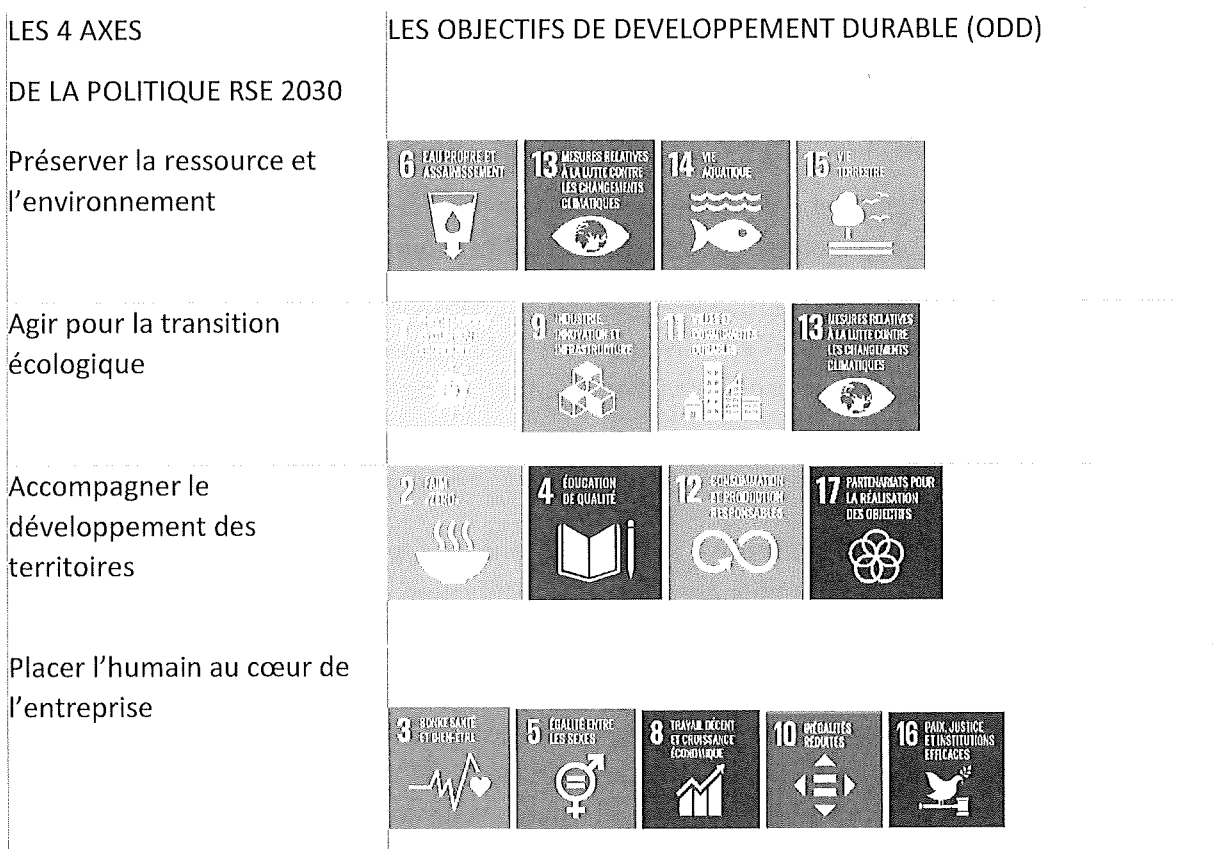 LES 4 AXES
DE LA POLITIQUE RSE 2030
LES OBJECTIFS DE DEVELOPPEMENT DURABLE (ODD)
Préserver la ressource et
l'environnement
6 EAU PROPRE ET
ASSAINISSEMENT
13 MESURES RELATIVES
À LA LUTTE CONTRE
LES CHANGEMENTS
CLIMATIQUES
14 VIE
AQUATIQUE
15 VIE
TERRESTRE
Agir pour la transition
écologique
9 INDUSTRIE,
INNOVATION ET
INFRASTRUCTURE
11 VILLES ET
COMMUNAUTÉS
DURABLES
13 MESURES RELATIVES
À LA LUTTE CONTRE
LES CHANGEMENTS
CLIMATIQUES
Accompagner le
développement des
territoires
2 FAIM
ZÉRO
4 ÉDUCATION
DE QUALITÉ
12 CONSOMMATION
ET PRODUCTION
RESPONSABLES
17 PARTENARIATS POUR
LA RÉALISATION
DES OBJECTIFS
Placer l'humain au cœur de
l'entreprise
3 BONNE SANTÉ
ET BIEN-ÊTRE
5 ÉGALITÉ ENTRE
LES SEXES
8 TRAVAIL DÉCENT
ET CROISSANCE
ÉCONOMIQUE
10 INÉGALITÉS
RÉDUITES
16 PAIX, JUSTICE
ET INSTITUTIONS
EFFICACES